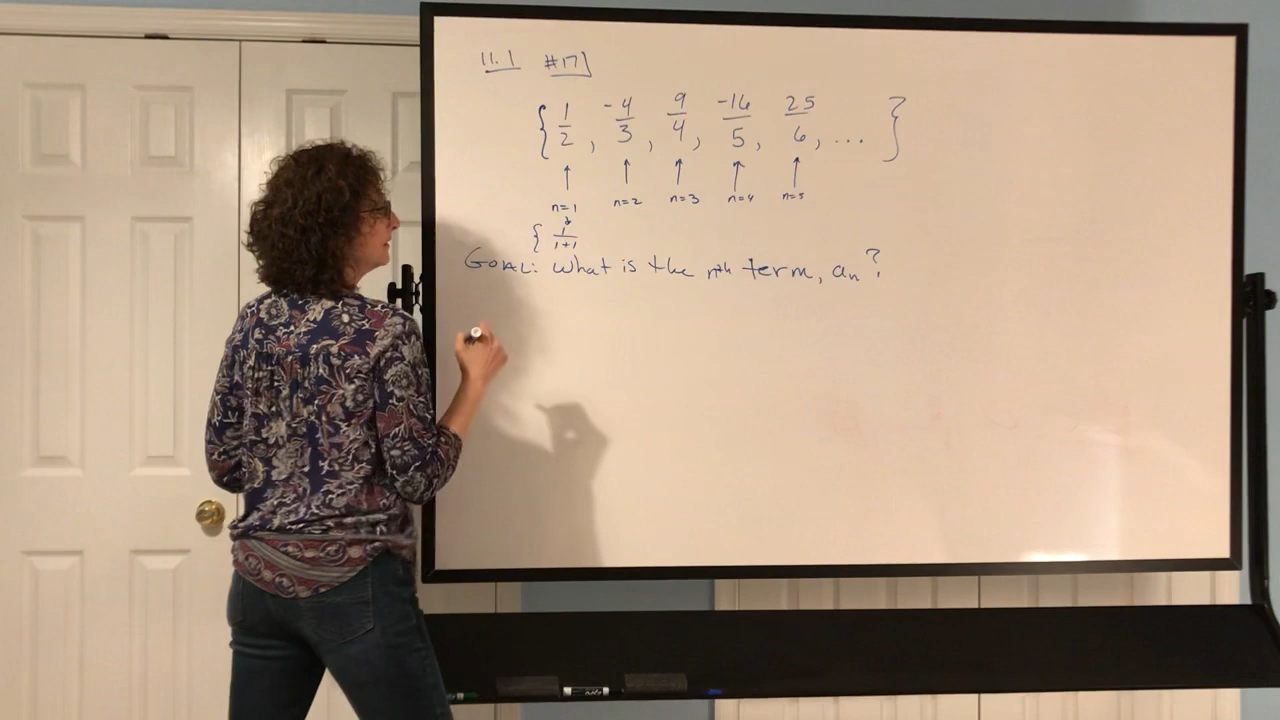 11.1 #17]
{ 1/2 , -4/3 , 9/4 , -16/5 , 25/6 , ... }
↑ ↑ ↑ ↑ ↑
n=1 n=2 n=3 n=4 n=5
{ 1²/1+1
GOAL: What is the nth term, an ?